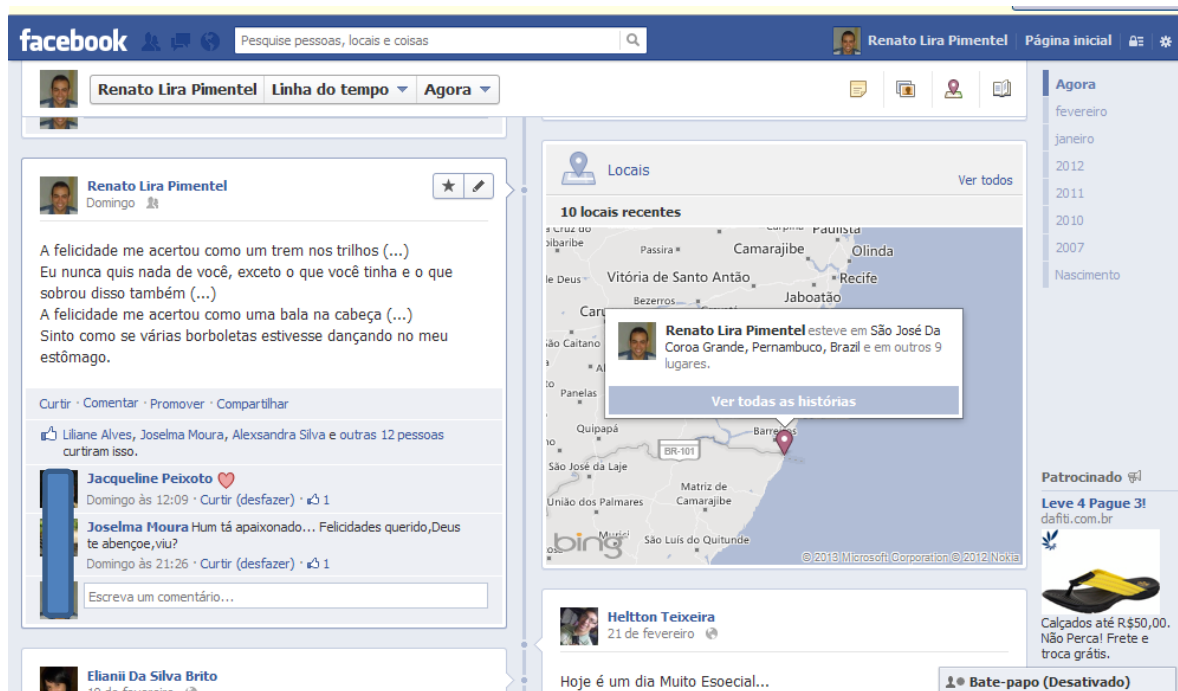 facebook
Pesquise pessoas, locais e coisas
Renato Lira Pimentel
Página inicial
Renato Lira Pimentel
Linha do tempo
Agora
Renato Lira Pimentel
Domingo
A felicidade me acertou como um trem nos trilhos (...)
Eu nunca quis nada de você, exceto o que você tinha e o que
sobrou disso também (...)
A felicidade me acertou como uma bala na cabeça (...)
Sinto como se várias borboletas estivesse dançando no meu
estômago.
Curtir · Comentar · Promover · Compartilhar
Liliane Alves, Joselma Moura, Alexsandra Silva e outras 12 pessoas
curtiram isso.
Jacqueline Peixoto
Domingo às 12:09 · Curtir (desfazer) · 1
Joselma Moura Hum tá apaixonado... Felicidades querido,Deus
te abençoe,viu?
Domingo às 21:26 · Curtir (desfazer) · 1
Escreva um comentário...
Elianii Da Silva Brito
Locais
Ver todos
10 locais recentes
Paulista
Passira
Camarajibe
Olinda
de Deus
Vitória de Santo Antão
Recife
Bezerros
Jaboatão
São Caitano
Renato Lira Pimentel esteve em São José Da
Coroa Grande, Pernambuco, Brazil e em outros 9
lugares.
Ver todas as histórias
Panelas
Quipapá
Barreiros
BR-101
São José da Laje
Matriz de
Camarajibe
União dos Palmares
Murici
São Luís do Quitunde
bing
© 2013 Microsoft Corporation © 2012 Nokia
Heltton Teixeira
21 de fevereiro
Hoje é um dia Muito Esoecial...
Agora
fevereiro
janeiro
2012
2011
2010
2007
Nascimento
Patrocinado
Leve 4 Pague 3!
dafiti.com.br
Calçados até R$50,00.
Não Perca! Frete e
troca grátis.
Bate-papo (Desativado)